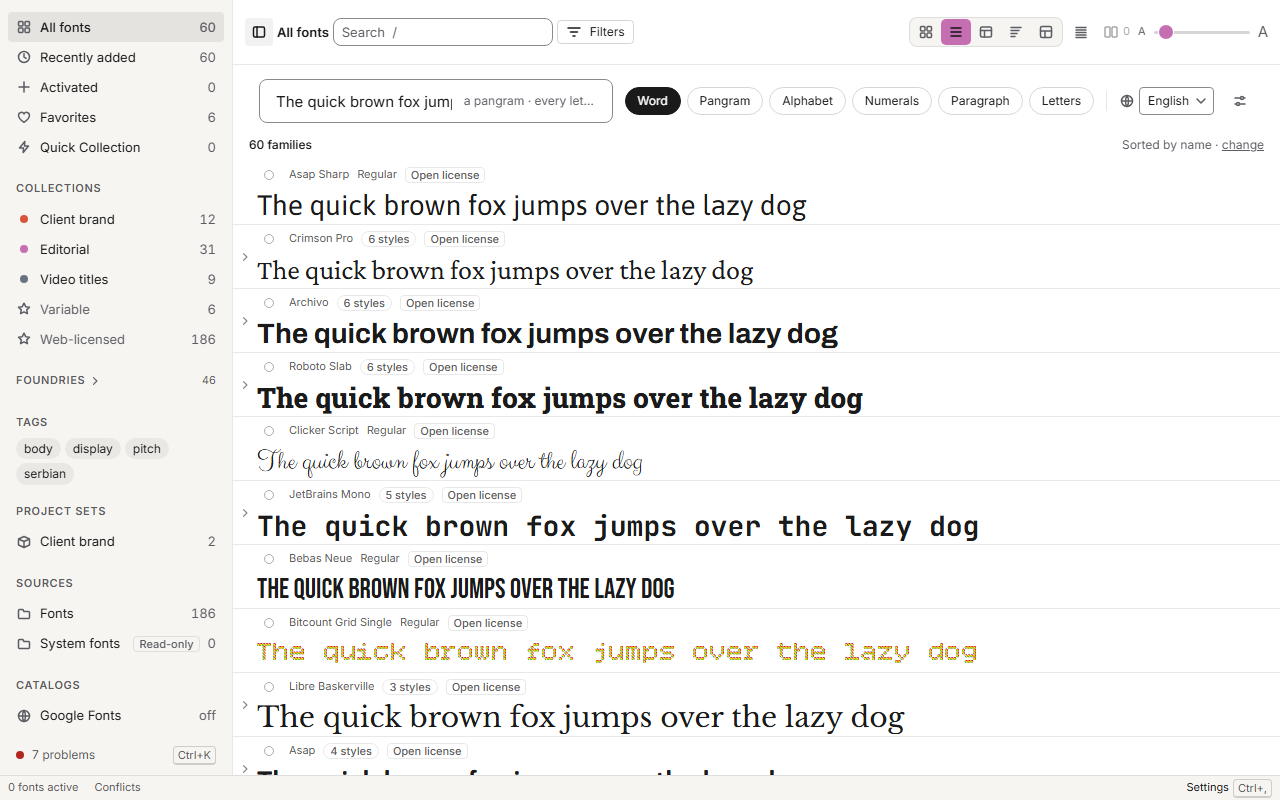 All fonts 60
Recently added 60
Activated 0
Favorites 6
Quick Collection 0
COLLECTIONS
Client brand 12
Editorial 31
Video titles 9
Variable 6
Web-licensed 186
FOUNDRIES 46
TAGS
body display pitch
serbian
PROJECT SETS
Client brand 2
SOURCES
Fonts 186
System fonts Read-only 0
CATALOGS
Google Fonts off
7 problems Ctrl+K
All fonts Search / Filters 0 A A
The quick brown fox jump a pangram · every let… Word Pangram Alphabet Numerals Paragraph Letters English
60 families Sorted by name · change
Asap Sharp Regular Open license
The quick brown fox jumps over the lazy dog
Crimson Pro 6 styles Open license
The quick brown fox jumps over the lazy dog
Archivo 6 styles Open license
The quick brown fox jumps over the lazy dog
Roboto Slab 6 styles Open license
The quick brown fox jumps over the lazy dog
Clicker Script Regular Open license
The quick brown fox jumps over the lazy dog
JetBrains Mono 5 styles Open license
The quick brown fox jumps over the lazy dog
Bebas Neue Regular Open license
THE QUICK BROWN FOX JUMPS OVER THE LAZY DOG
Bitcount Grid Single Regular Open license
The quick brown fox jumps over the lazy dog
Libre Baskerville 3 styles Open license
The quick brown fox jumps over the lazy dog
Asap 4 styles Open license
0 fonts active Conflicts Settings Ctrl+,